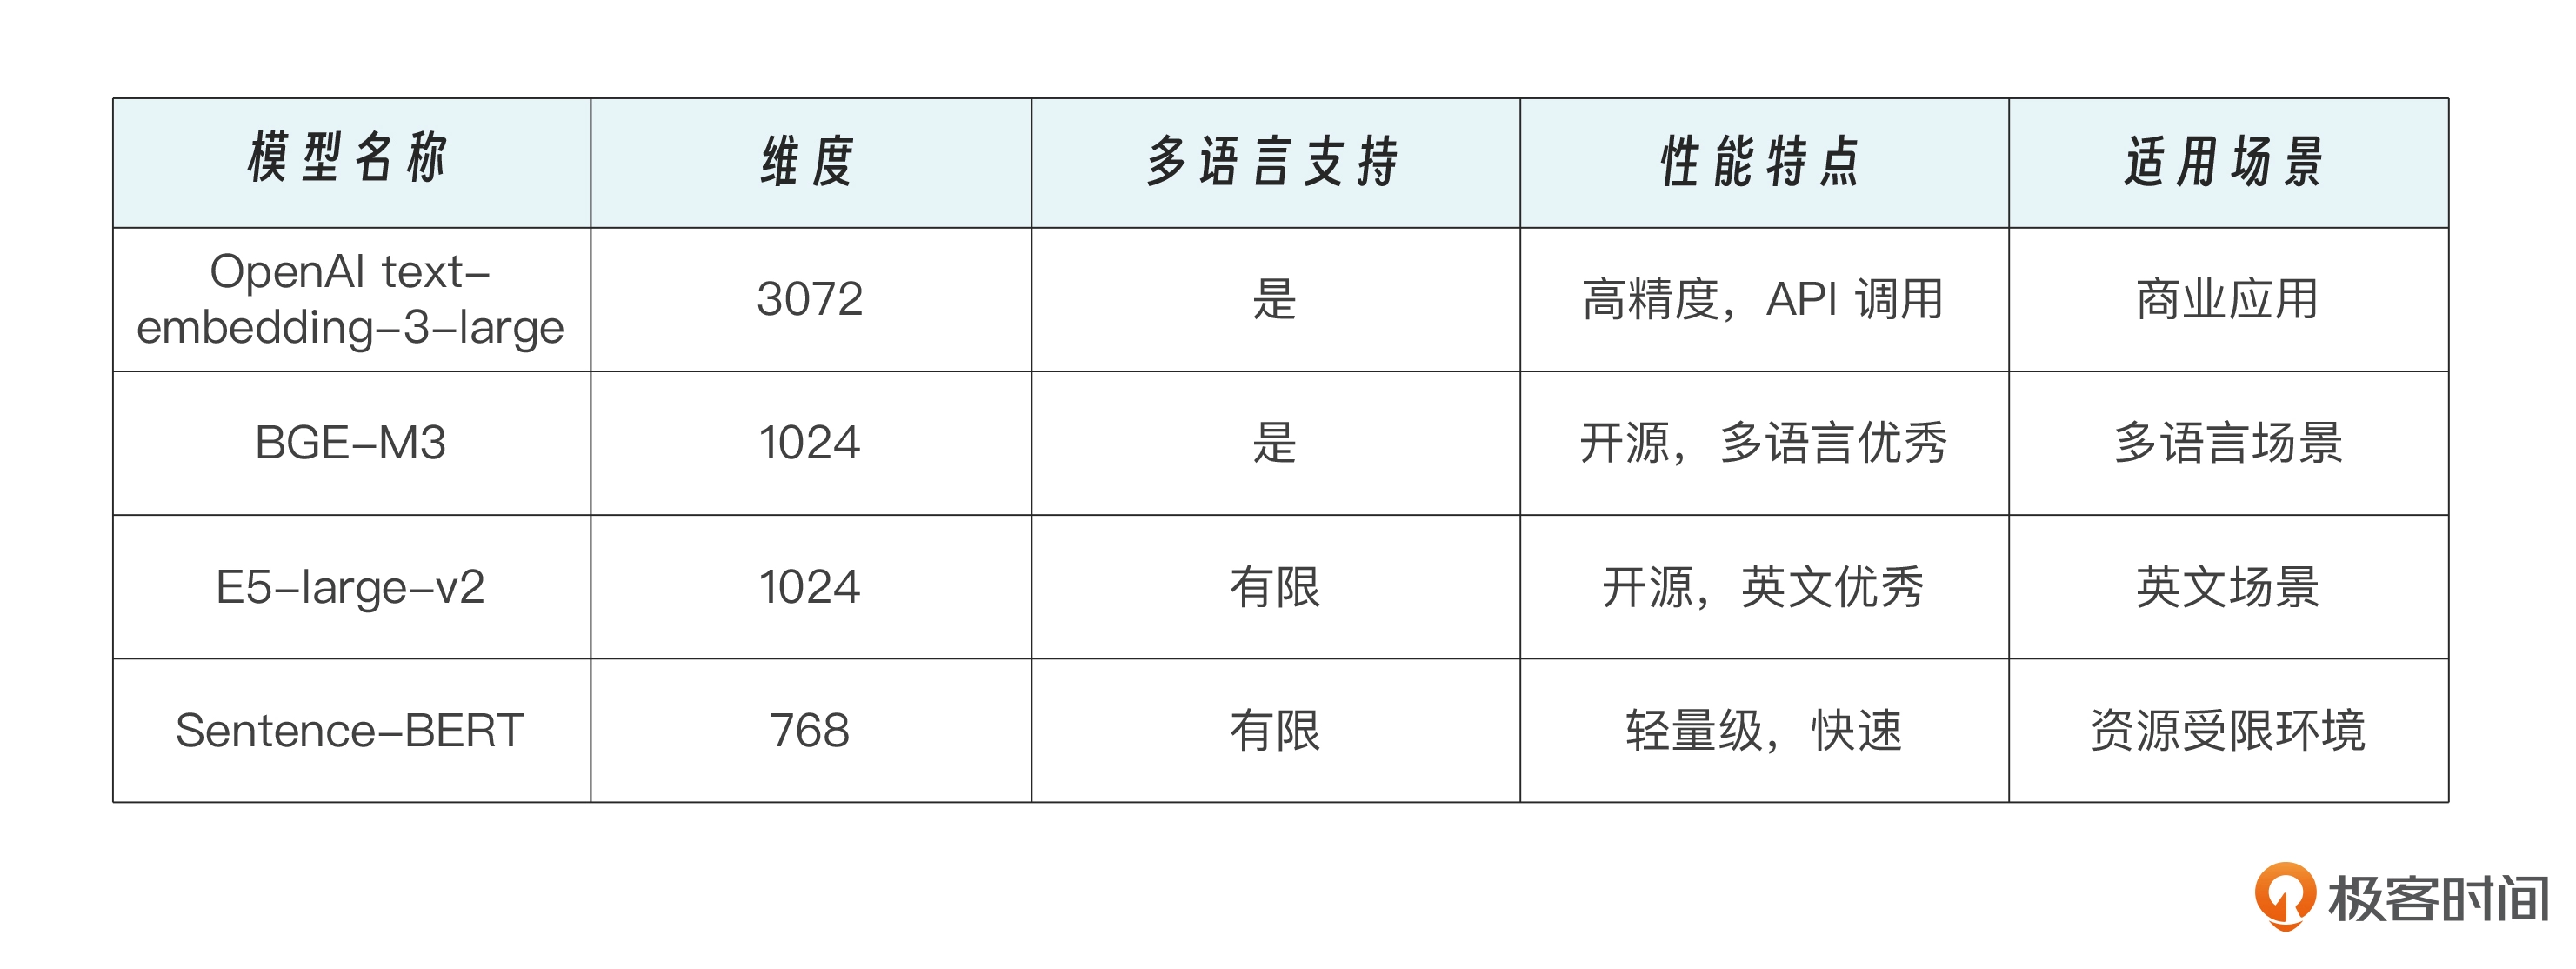 模型名称 维度 多语言支持 性能特点 适用场景
OpenAI text-
embedding-3-large 3072 是 高精度，API 调用 商业应用
BGE-M3 1024 是 开源，多语言优秀 多语言场景
E5-large-v2 1024 有限 开源，英文优秀 英文场景
Sentence-BERT 768 有限 轻量级，快速 资源受限环境
极客时间